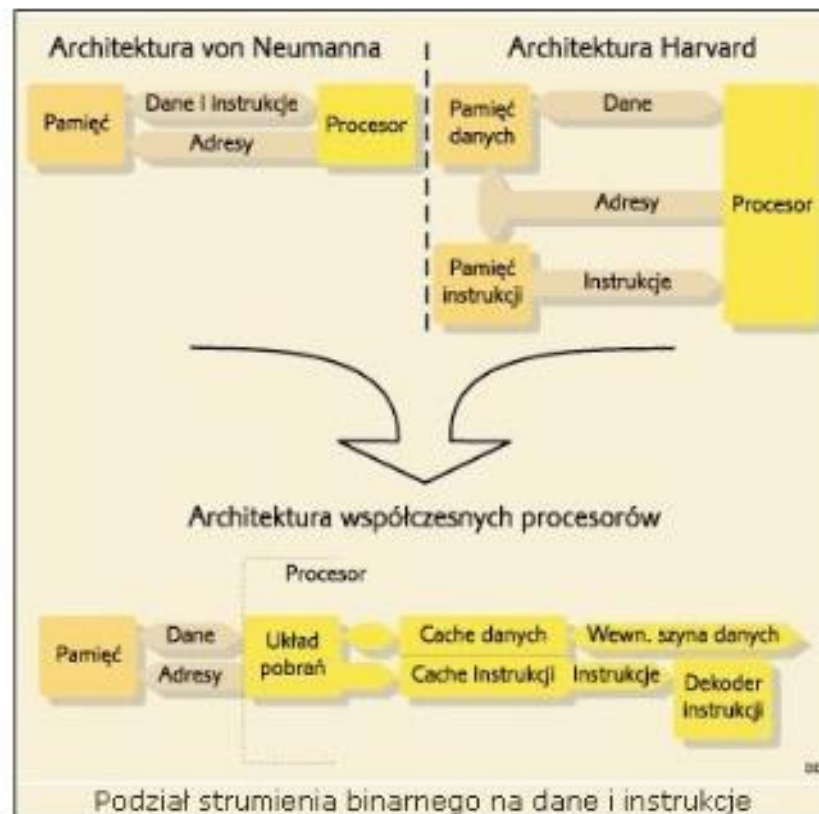 Architektura von Neumanna
Pamięć
Dane i instrukcje
Adresy
Procesor
Architektura Harvard
Pamięć
danych
Dane
Adresy
Procesor
Pamięć
instrukcji
Instrukcje
Architektura współczesnych procesorów
Procesor
Pamięć
Dane
Adresy
Układ
pobrań
Cache danych
Wewn. szyna danych
Cache Instrukcji
Instrukcje
Dekoder
instrukcji
Podział strumienia binarnego na dane i instrukcje